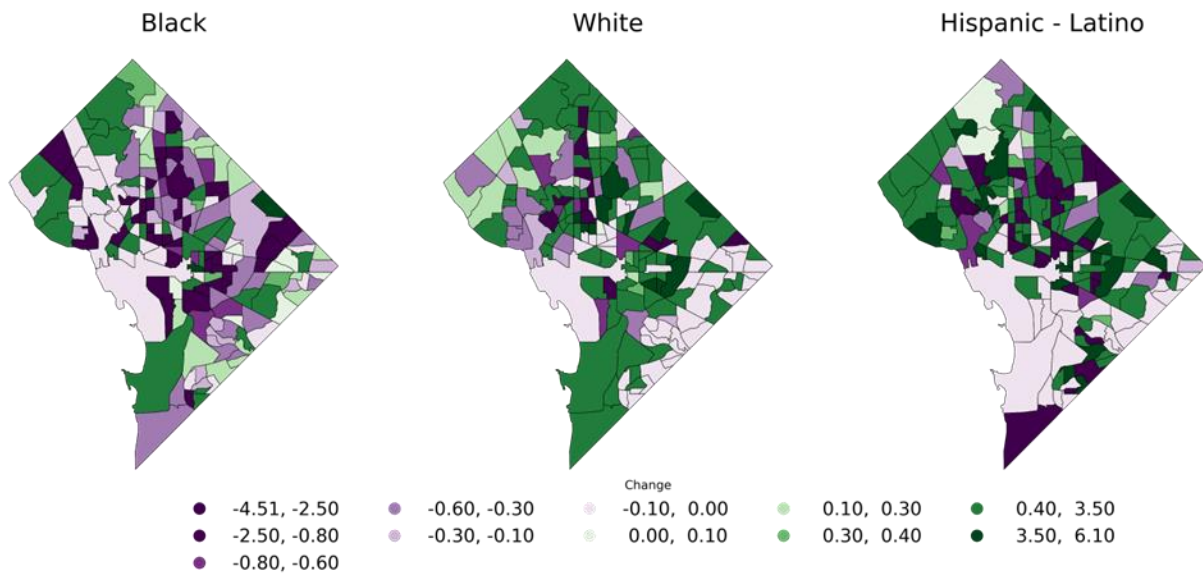 Black White Hispanic - Latino
Change
-4.51, -2.50 -0.60, -0.30 -0.10, 0.00 0.10, 0.30 0.40, 3.50
-2.50, -0.80 -0.30, -0.10 0.00, 0.10 0.30, 0.40 3.50, 6.10
-0.80, -0.60